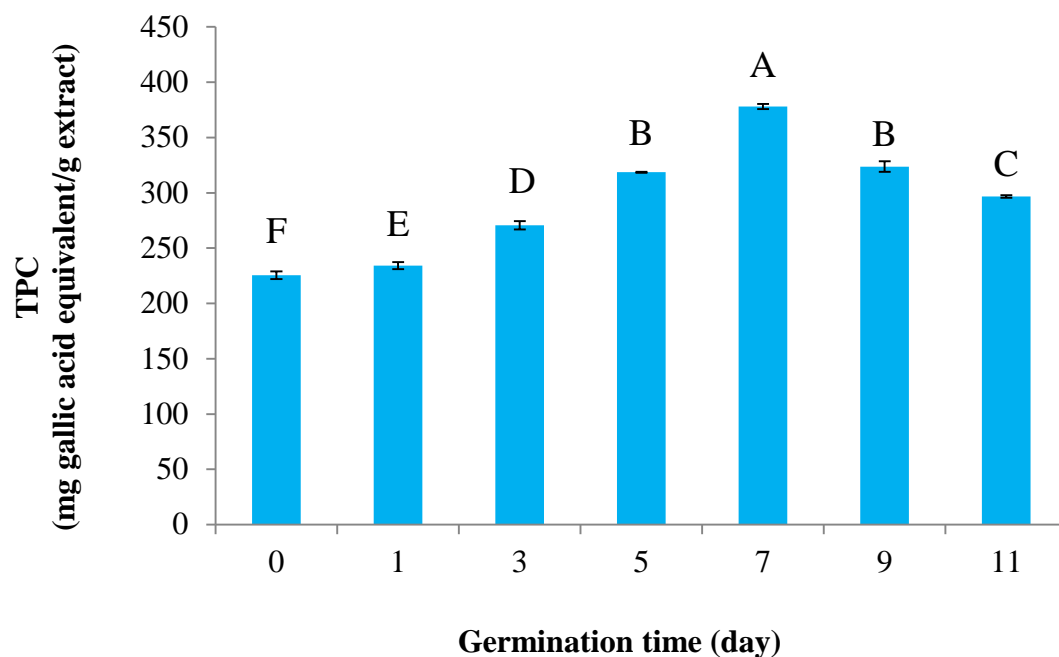 TPC
(mg gallic acid equivalent/g extract)
450
400
350
300
250
200
150
100
50
0
F
E
D
B
A
B
C
0 1 3 5 7 9 11
Germination time (day)